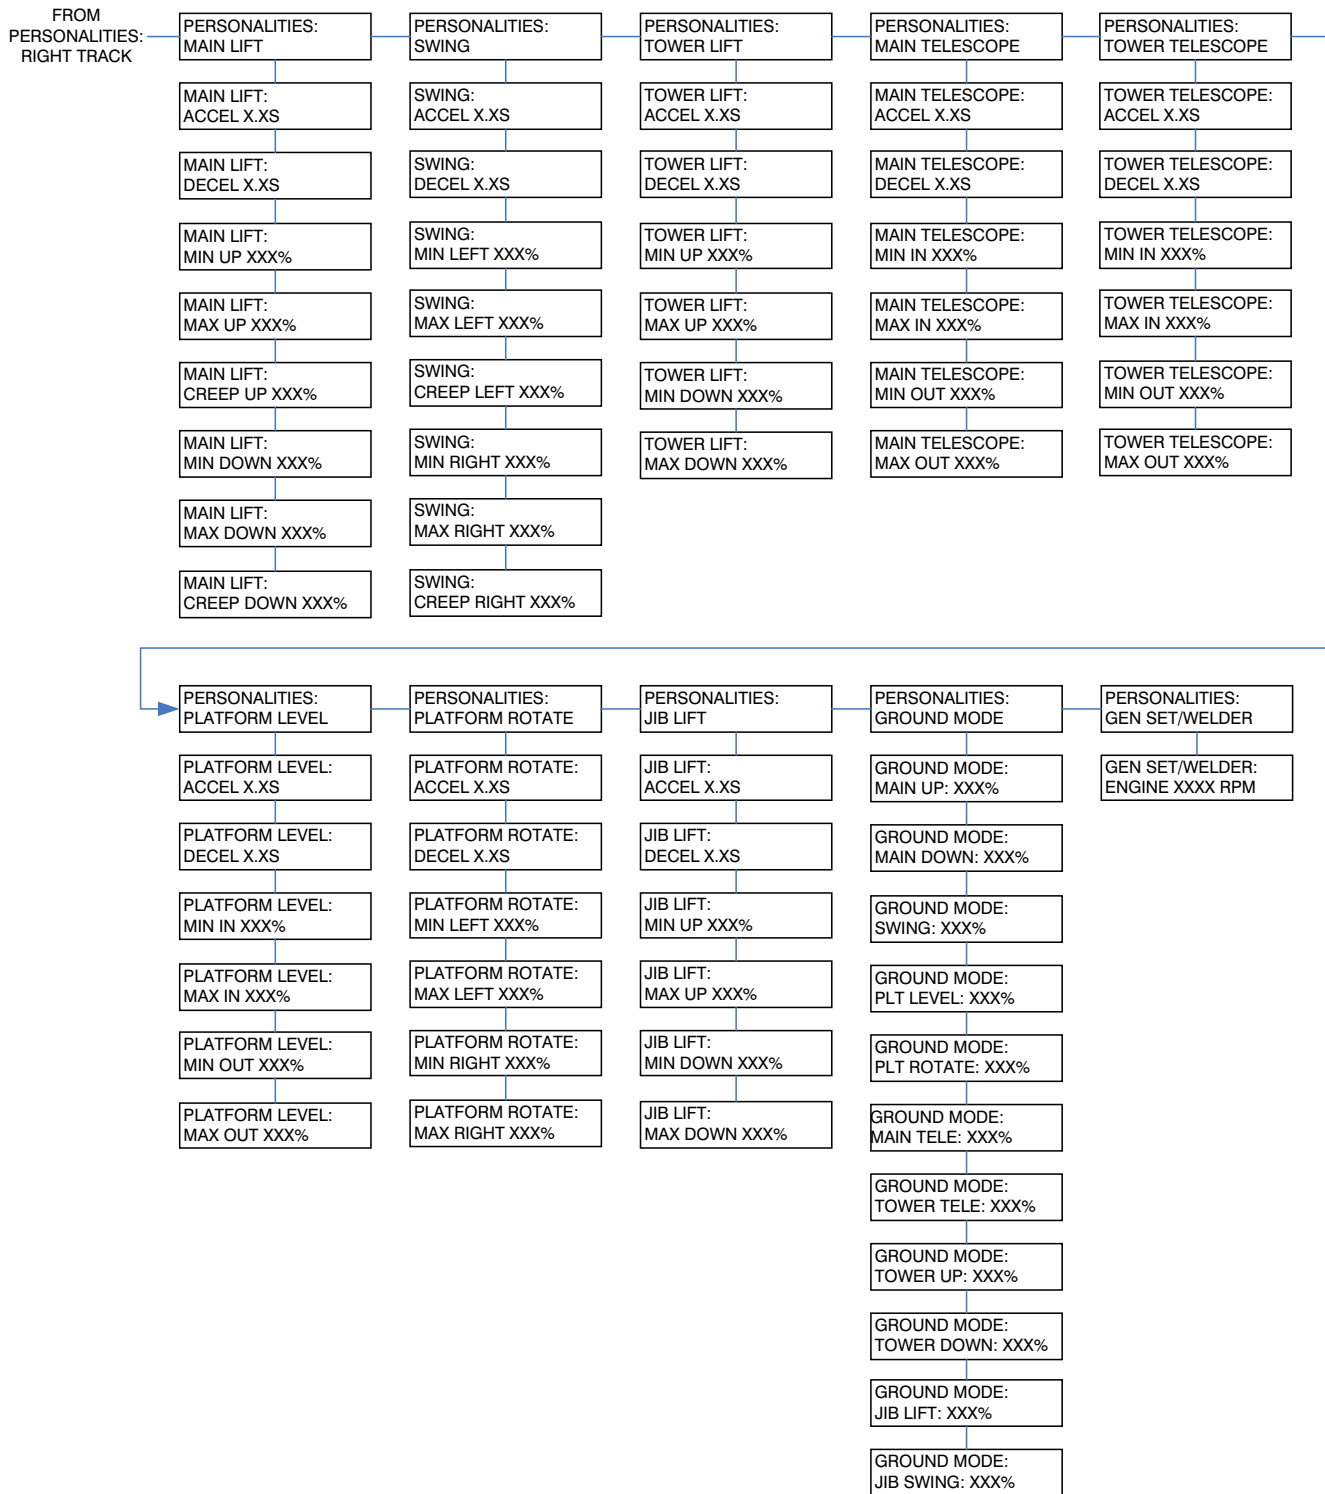 FROM
PERSONALITIES:
RIGHT TRACK
PERSONALITIES:
MAIN LIFT
MAIN LIFT:
ACCEL X.XS
MAIN LIFT:
DECEL X.XS
MAIN LIFT:
MIN UP XXX%
MAIN LIFT:
MAX UP XXX%
MAIN LIFT:
CREEP UP XXX%
MAIN LIFT:
MIN DOWN XXX%
MAIN LIFT:
MAX DOWN XXX%
MAIN LIFT:
CREEP DOWN XXX%
PERSONALITIES:
SWING
SWING:
ACCEL X.XS
SWING:
DECEL X.XS
SWING:
MIN LEFT XXX%
SWING:
MAX LEFT XXX%
SWING:
CREEP LEFT XXX%
SWING:
MIN RIGHT XXX%
SWING:
MAX RIGHT XXX%
SWING:
CREEP RIGHT XXX%
PERSONALITIES:
TOWER LIFT
TOWER LIFT:
ACCEL X.XS
TOWER LIFT:
DECEL X.XS
TOWER LIFT:
MIN UP XXX%
TOWER LIFT:
MAX UP XXX%
TOWER LIFT:
MIN DOWN XXX%
TOWER LIFT:
MAX DOWN XXX%
PERSONALITIES:
MAIN TELESCOPE
MAIN TELESCOPE:
ACCEL X.XS
MAIN TELESCOPE:
DECEL X.XS
MAIN TELESCOPE:
MIN IN XXX%
MAIN TELESCOPE:
MAX IN XXX%
MAIN TELESCOPE:
MIN OUT XXX%
MAIN TELESCOPE:
MAX OUT XXX%
PERSONALITIES:
TOWER TELESCOPE
TOWER TELESCOPE:
ACCEL X.XS
TOWER TELESCOPE:
DECEL X.XS
TOWER TELESCOPE:
MIN IN XXX%
TOWER TELESCOPE:
MAX IN XXX%
TOWER TELESCOPE:
MIN OUT XXX%
TOWER TELESCOPE:
MAX OUT XXX%
PERSONALITIES:
PLATFORM LEVEL
PLATFORM LEVEL:
ACCEL X.XS
PLATFORM LEVEL:
DECEL X.XS
PLATFORM LEVEL:
MIN IN XXX%
PLATFORM LEVEL:
MAX IN XXX%
PLATFORM LEVEL:
MIN OUT XXX%
PLATFORM LEVEL:
MAX OUT XXX%
PERSONALITIES:
PLATFORM ROTATE
PLATFORM ROTATE:
ACCEL X.XS
PLATFORM ROTATE:
DECEL X.XS
PLATFORM ROTATE:
MIN LEFT XXX%
PLATFORM ROTATE:
MAX LEFT XXX%
PLATFORM ROTATE:
MIN RIGHT XXX%
PLATFORM ROTATE:
MAX RIGHT XXX%
PERSONALITIES:
JIB LIFT
JIB LIFT:
ACCEL X.XS
JIB LIFT:
DECEL X.XS
JIB LIFT:
MIN UP XXX%
JIB LIFT:
MAX UP XXX%
JIB LIFT:
MIN DOWN XXX%
JIB LIFT:
MAX DOWN XXX%
PERSONALITIES:
GROUND MODE
GROUND MODE:
MAIN UP: XXX%
GROUND MODE:
MAIN DOWN: XXX%
GROUND MODE:
SWING: XXX%
GROUND MODE:
PLT LEVEL: XXX%
GROUND MODE:
PLT ROTATE: XXX%
GROUND MODE:
MAIN TELE: XXX%
GROUND MODE:
TOWER TELE: XXX%
GROUND MODE:
TOWER UP: XXX%
GROUND MODE:
TOWER DOWN: XXX%
GROUND MODE:
JIB LIFT: XXX%
GROUND MODE:
JIB SWING: XXX%
PERSONALITIES:
GEN SET/WELDER
GEN SET/WELDER:
ENGINE XXXX RPM